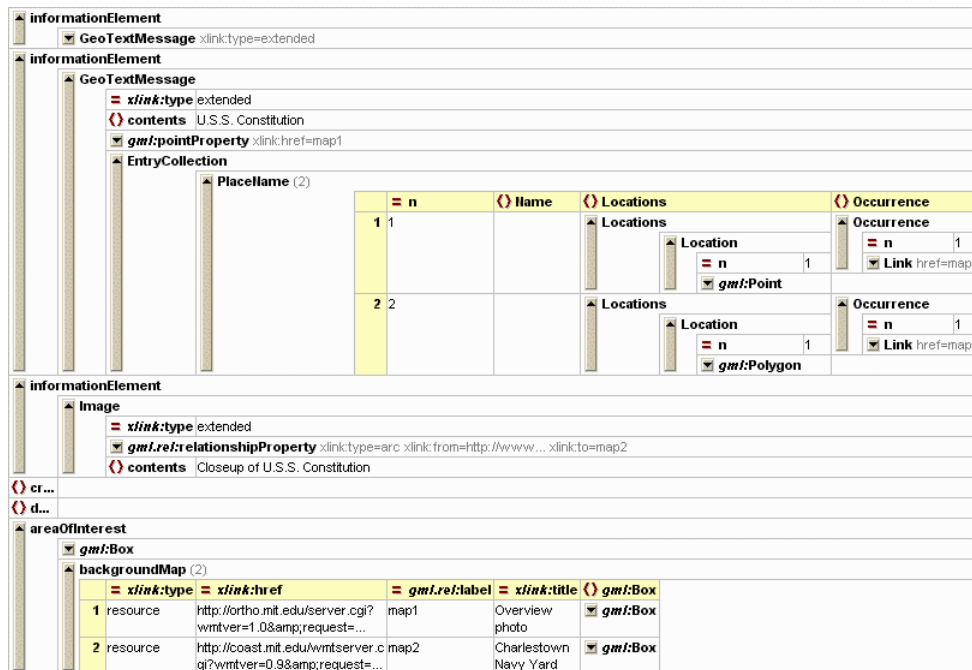 informationElement
GeoTextMessage xlink:type=extended
informationElement
GeoTextMessage
= xlink:type extended
() contents U.S.S. Constitution
gml:pointProperty xlink:href=map1
EntryCollection
PlaceName (2)
= n () Name () Locations () Occurrence
1 1 Locations Occurrence
Location = n 1
= n 1 Link href=map
gml:Point
2 2 Locations Occurrence
Location = n 1
= n 1 Link href=map
gml:Polygon
informationElement
Image
= xlink:type extended
gml.rel:relationshipProperty xlink:type=arc xlink:from=http://www... xlink:to=map2
() contents Closeup of U.S.S. Constitution
() cr...
() d...
areaOfInterest
gml:Box
backgroundMap (2)
= xlink:type = xlink:href = gml.rel:label = xlink:title () gml:Box
1 resource http://ortho.mit.edu/server.cgi? map1 Overview gml:Box
wmtver=1.0&amp;request=... photo
2 resource http://coast.mit.edu/wmtserver.c map2 Charlestown gml:Box
gi?wmtver=0.9&amp;request=... Navy Yard